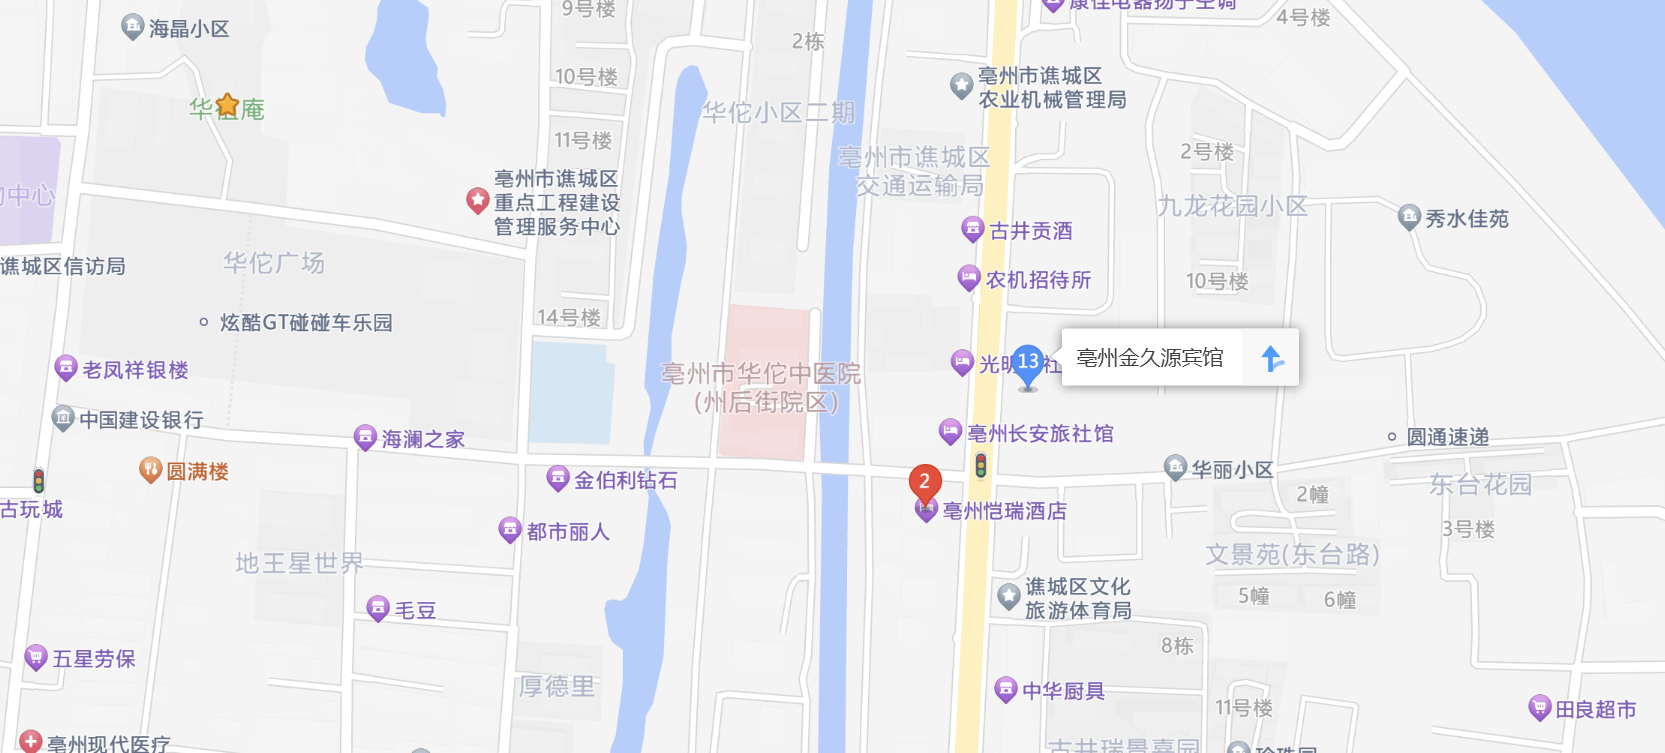 康佳电器扬子空调
9号楼
4号楼
海晶小区
2栋
10号楼
亳州市谯城区
农业机械管理局
华祖庵
华佗小区二期
11号楼
2号楼
亳州市谯城区
交通运输局
亳州市谯城区
重点工程建设
管理服务中心
中心
九龙花园小区
秀水佳苑
古井贡酒
谯城区信访局
华佗广场
农机招待所
10号楼
14号楼
炫酷GT碰碰车乐园
13
亳州金久源宾馆
光明
社
老凤祥银楼
亳州市华佗中医院
(州后街院区)
中国建设银行
海澜之家
亳州长安旅社馆
圆通速递
圆满楼
金伯利钻石
华丽小区
2
东台花园
2幢
古玩城
亳州恺瑞酒店
都市丽人
3号楼
地王星世界
文景苑(东台路)
谯城区文化
旅游体育局
5幢
6幢
毛豆
8栋
五星劳保
厚德里
中华厨具
11号楼
田良超市
亳州现代医疗
古井瑞景嘉园
珍珠园